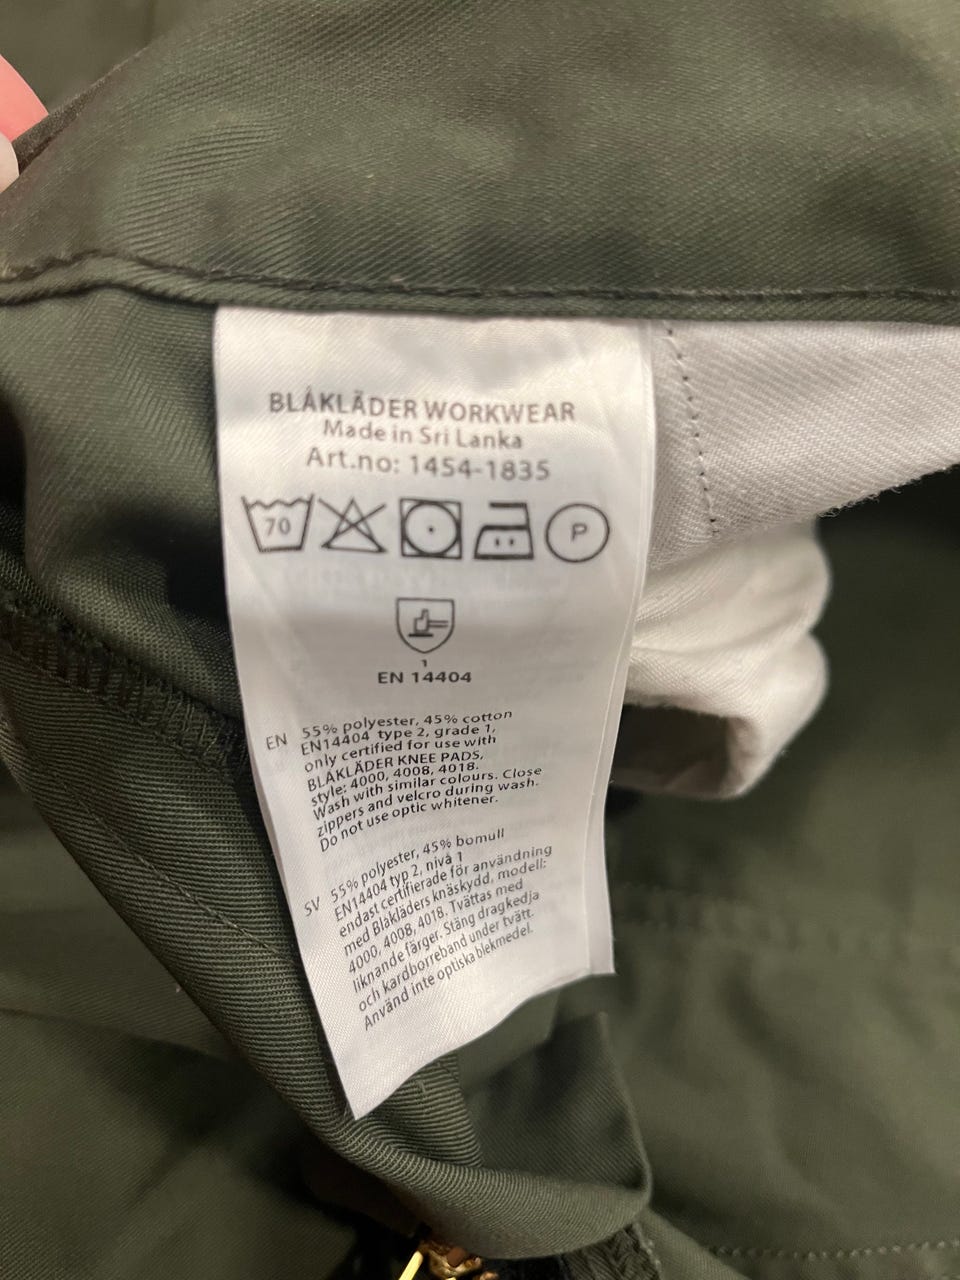 BLÅKLÄDER WORKWEAR
Made in Sri Lanka
Art.no: 1454-1835
70
P
1
EN 14404
EN 55% polyester, 45% cotton
EN14404 type 2, grade 1,
only certified for use with
BLÅKLÄDER KNEE PADS,
style: 4000, 4008, 4018.
Wash with similar colours. Close
zippers and velcro during wash.
Do not use optic whitener.
SV 55% polyester, 45% bomull
EN14404 typ 2, nivå 1
endast certifierade för användning
med Blåkläders knäskydd, modell:
4000, 4008, 4018. Tvättas med
liknande färger. Stäng dragkedja
och kardborreband under tvätt.
Använd inte optiska blekmedel.